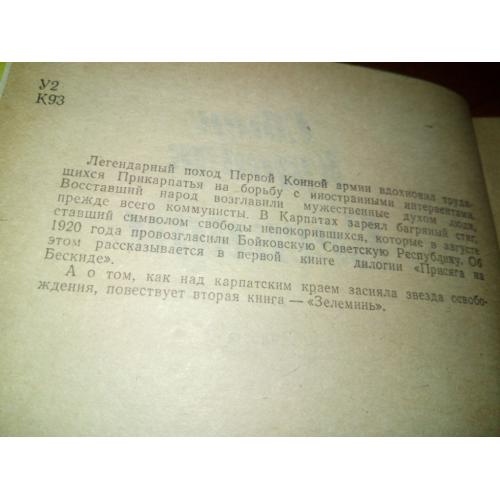 У2
К93
Легендарный поход Первой Конной армии вдохновил трудя-
щихся Прикарпатья на борьбу с иностранными интервентами.
Восставший народ возглавили мужественные духом люди,
прежде всего коммунисты. В Карпатах зареял багряный стяг,
ставший символом свободы непокорившихся, которые в августе
1920 года провозгласили Бойковскую Советскую Республику. Об
этом рассказывается в первой книге дилогии «Присяга на
Бескиде».
А о том, как над карпатским краем засияла звезда освобо-
ждения, повествует вторая книга — «Зелеминь».